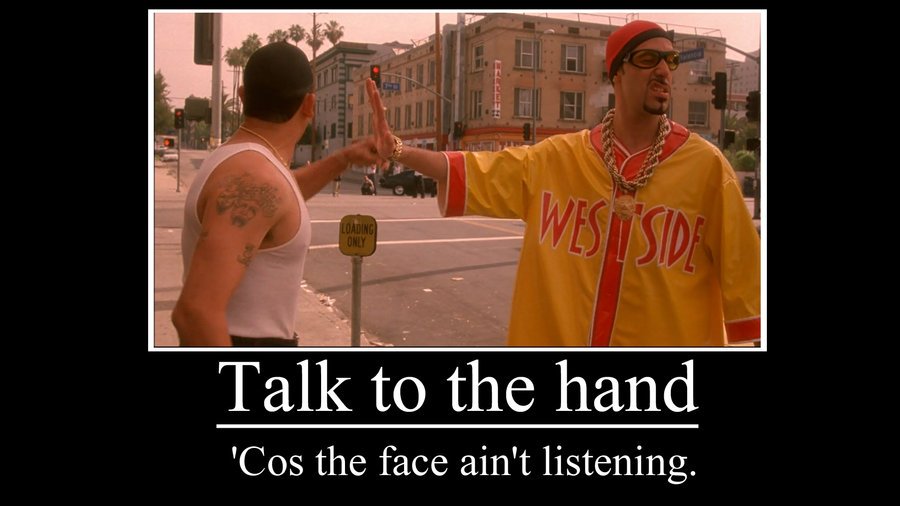 LOADING
ONLY
WESTSIDE
Talk to the hand
'Cos the face ain't listening.